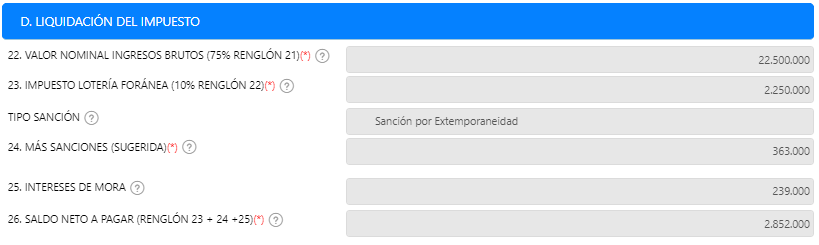 D. LIQUIDACIÓN DEL IMPUESTO
22. VALOR NOMINAL INGRESOS BRUTOS (75% RENGLÓN 21)(*) ? 22.500.000
23. IMPUESTO LOTERÍA FORÁNEA (10% RENGLÓN 22)(*) ? 2.250.000
TIPO SANCIÓN ? Sanción por Extemporaneidad
24. MÁS SANCIONES (SUGERIDA)(*) ? 363.000
25. INTERESES DE MORA ? 239.000
26. SALDO NETO A PAGAR (RENGLÓN 23 + 24 +25)(*) ? 2.852.000